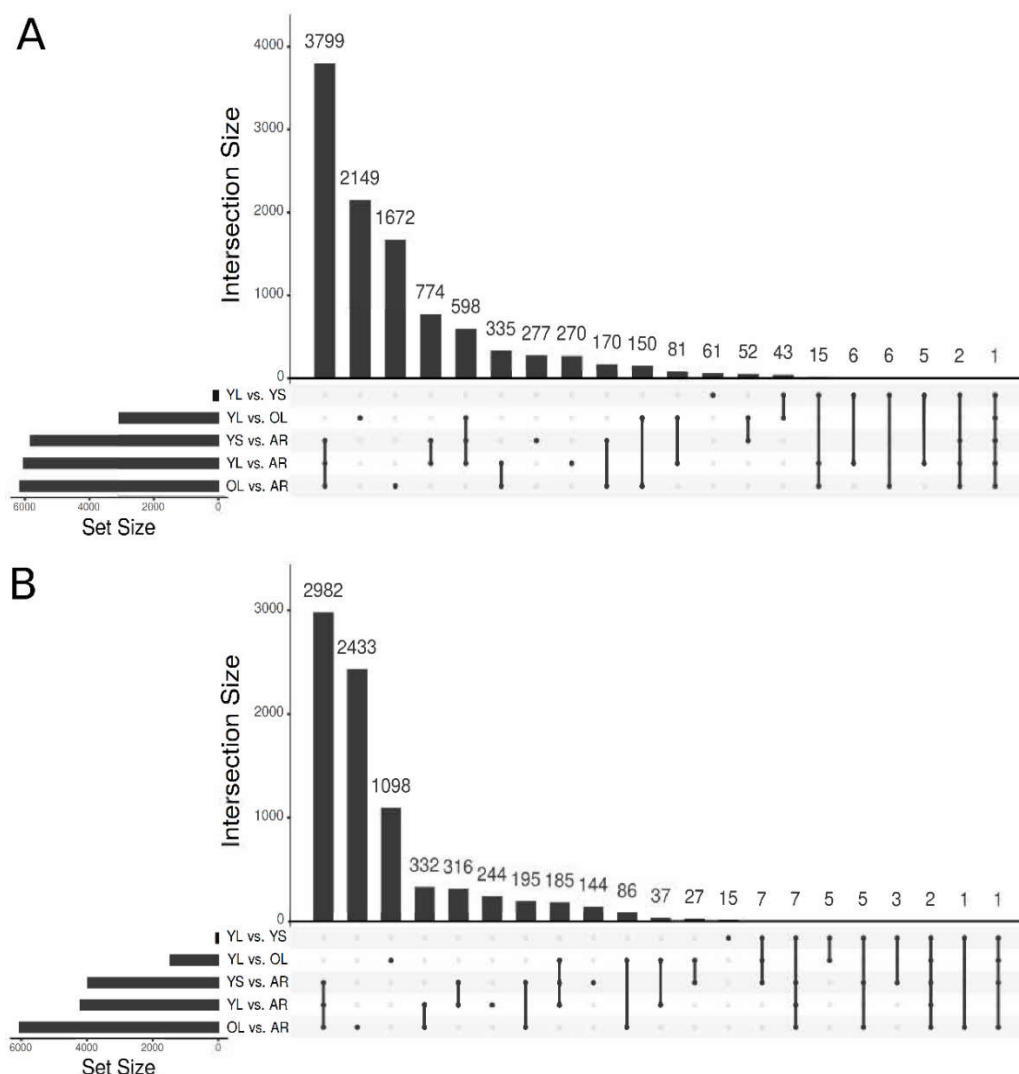 A
Intersection Size
4000
3000
2000
1000
0
3799
2149
1672
774
598
335
277
270
170
150
81
61
52
43
15
6
6
5
2
1
YL vs. YS
YL vs. OL
YS vs. AR
YL vs. AR
OL vs. AR
6000 4000 2000 0
Set Size
B
Intersection Size
3000
2000
1000
0
2982
2433
1098
332
316
244
195
185
144
86
37
27
15
7
7
5
5
3
2
1
1
YL vs. YS
YL vs. OL
YS vs. AR
YL vs. AR
OL vs. AR
6000 4000 2000 0
Set Size